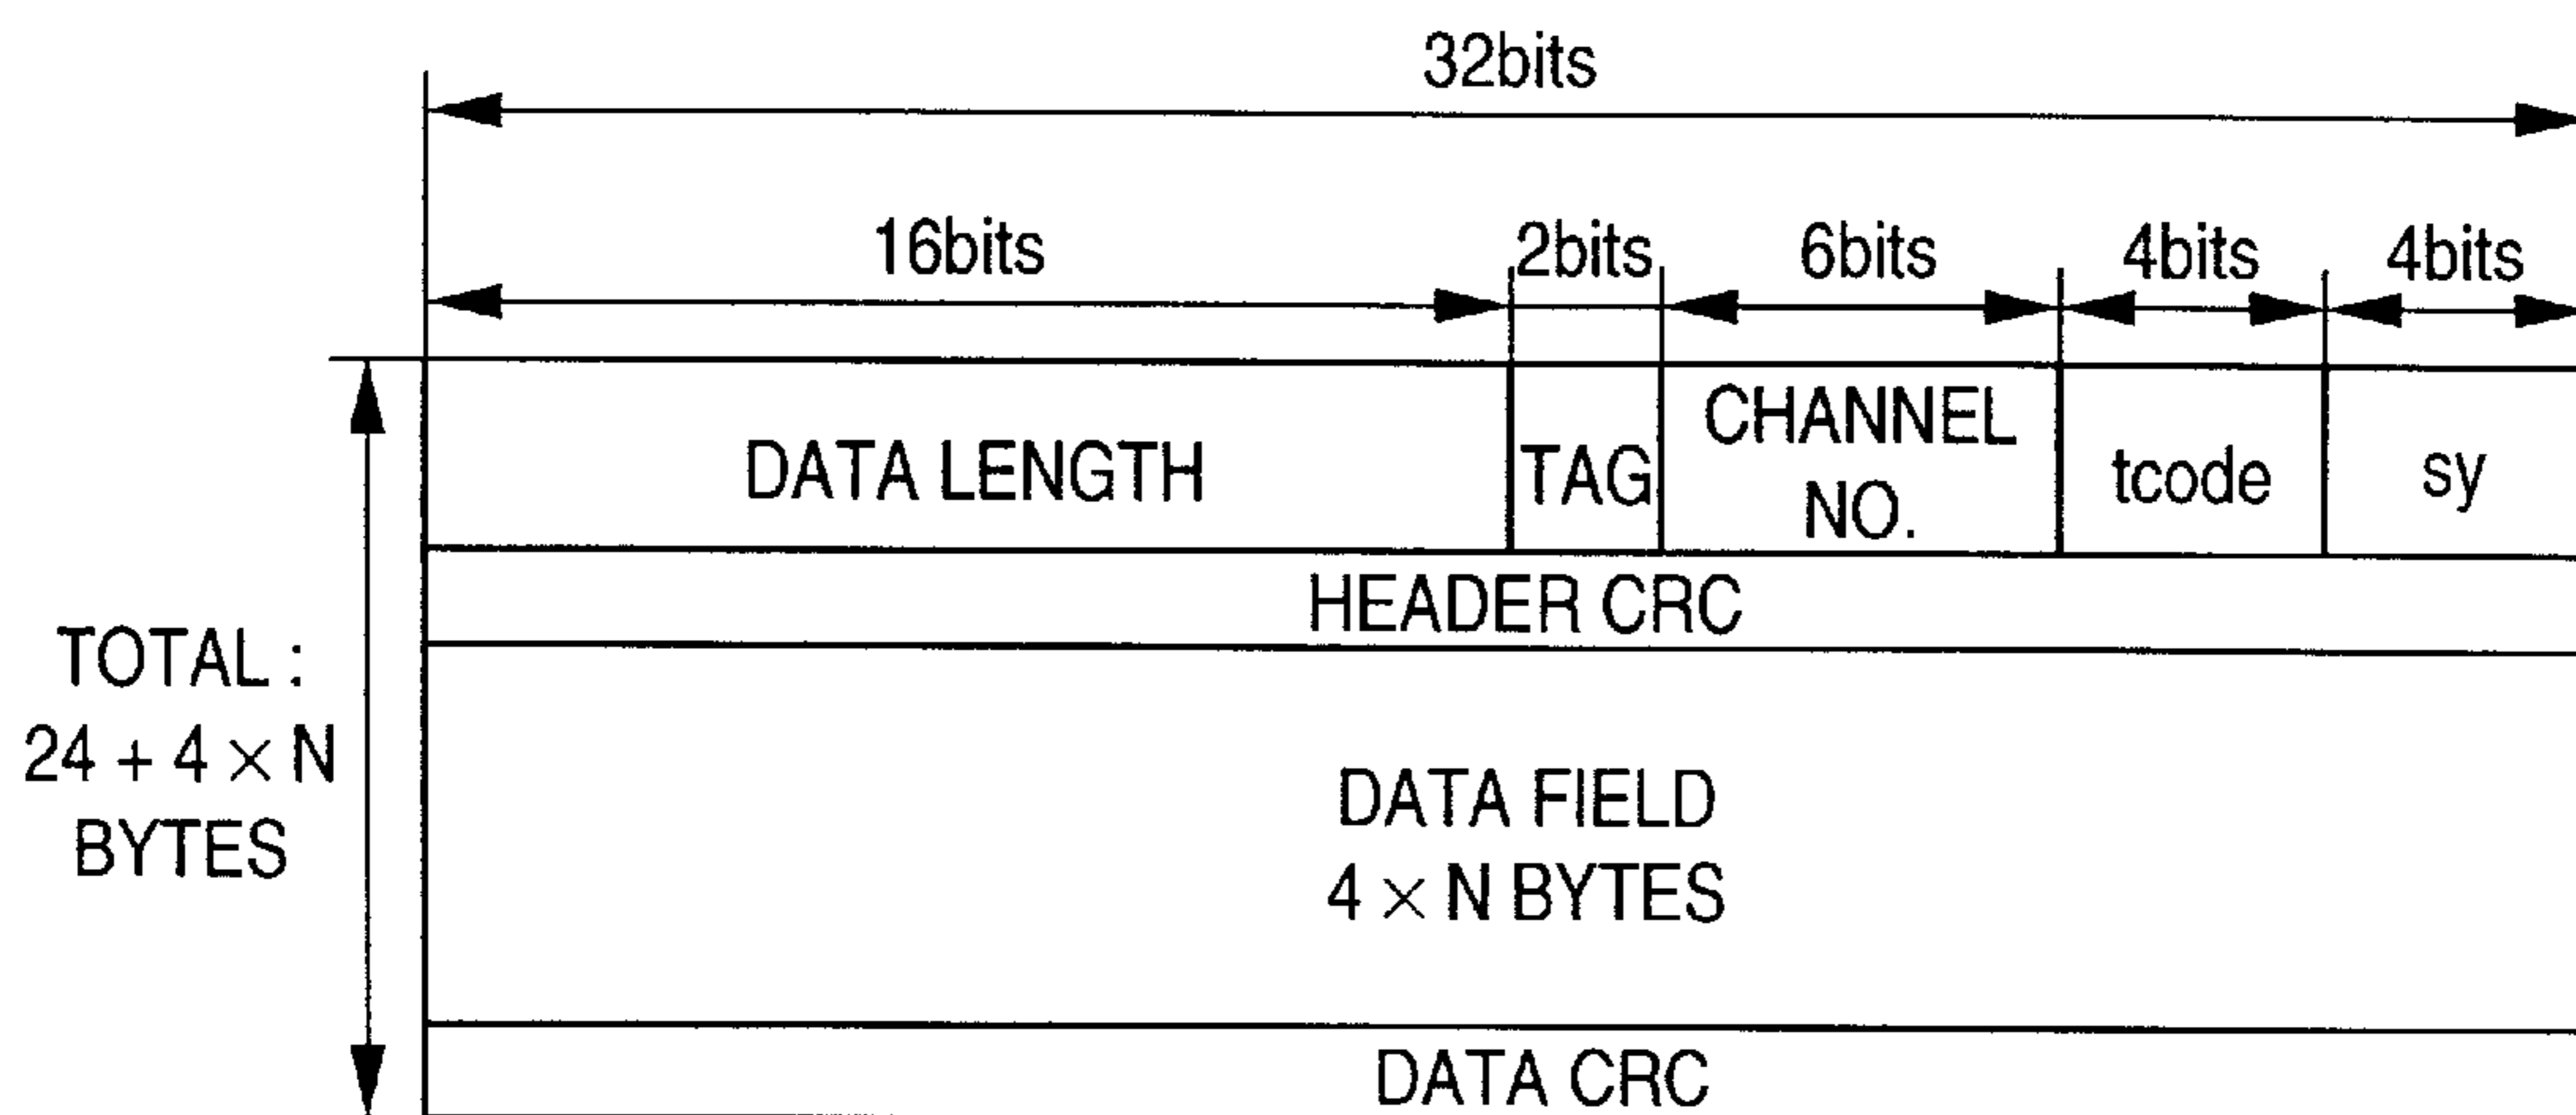 32bits
16bits 2bits 6bits 4bits 4bits
DATA LENGTH TAG CHANNEL NO. tcode sy
HEADER CRC
TOTAL :
24 + 4 × N
BYTES
DATA FIELD
4 × N BYTES
DATA CRC